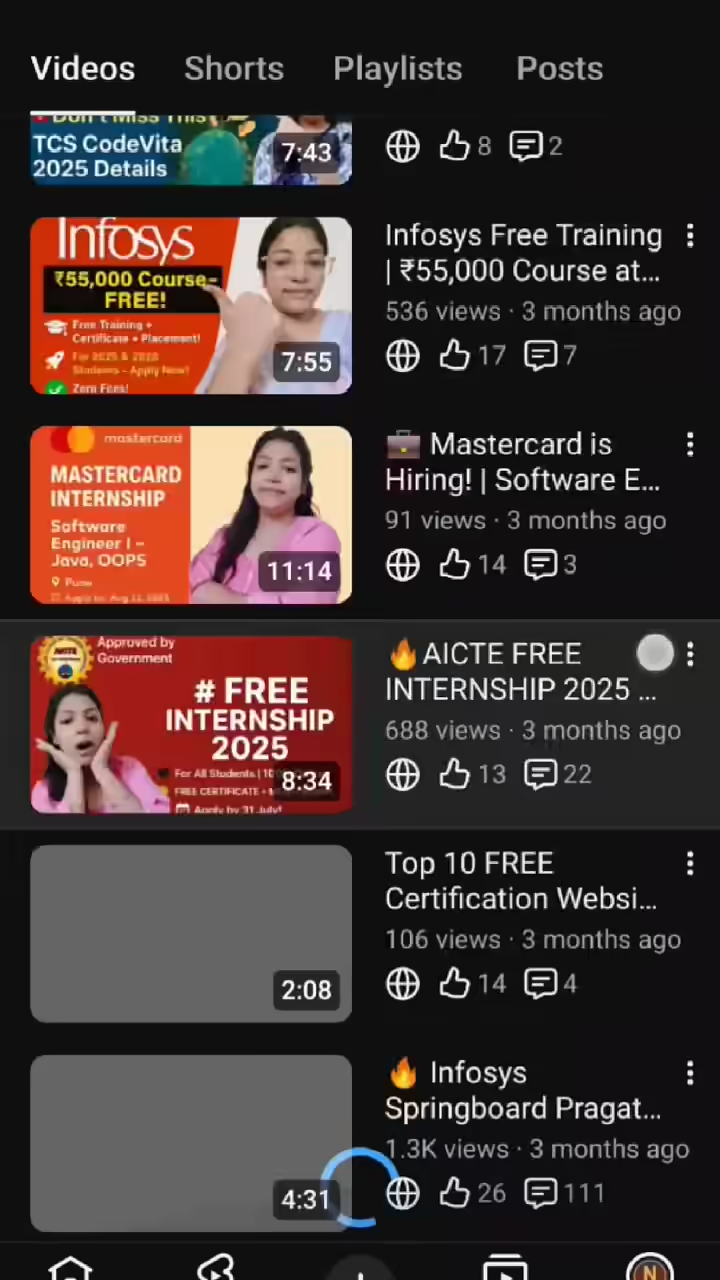 Videos
Shorts
Playlists
Posts
Don't Miss This
TCS CodeVita
2025 Details
7:43
8
2
Infosys
₹55,000 Course-
FREE!
Free Training +
Certificate + Placement!
For 2025 & 2026
Students - Apply Now!
Zero Fees!
7:55
Infosys Free Training
| ₹55,000 Course at...
536 views · 3 months ago
17
7
mastercard
MASTERCARD
INTERNSHIP
Software
Engineer I -
Java, OOPS
Pune
11:14
💼 Mastercard is
Hiring! | Software E...
91 views · 3 months ago
14
3
AICTE
Approved by
Government
# FREE
INTERNSHIP
2025
For All Students | 10
FREE CERTIFICATE +
Apply by 31 July!
8:34
🔥AICTE FREE
INTERNSHIP 2025 ...
688 views · 3 months ago
13
22
2:08
Top 10 FREE
Certification Websi...
106 views · 3 months ago
14
4
4:31
🔥 Infosys
Springboard Pragat...
1.3K views · 3 months ago
26
111
N